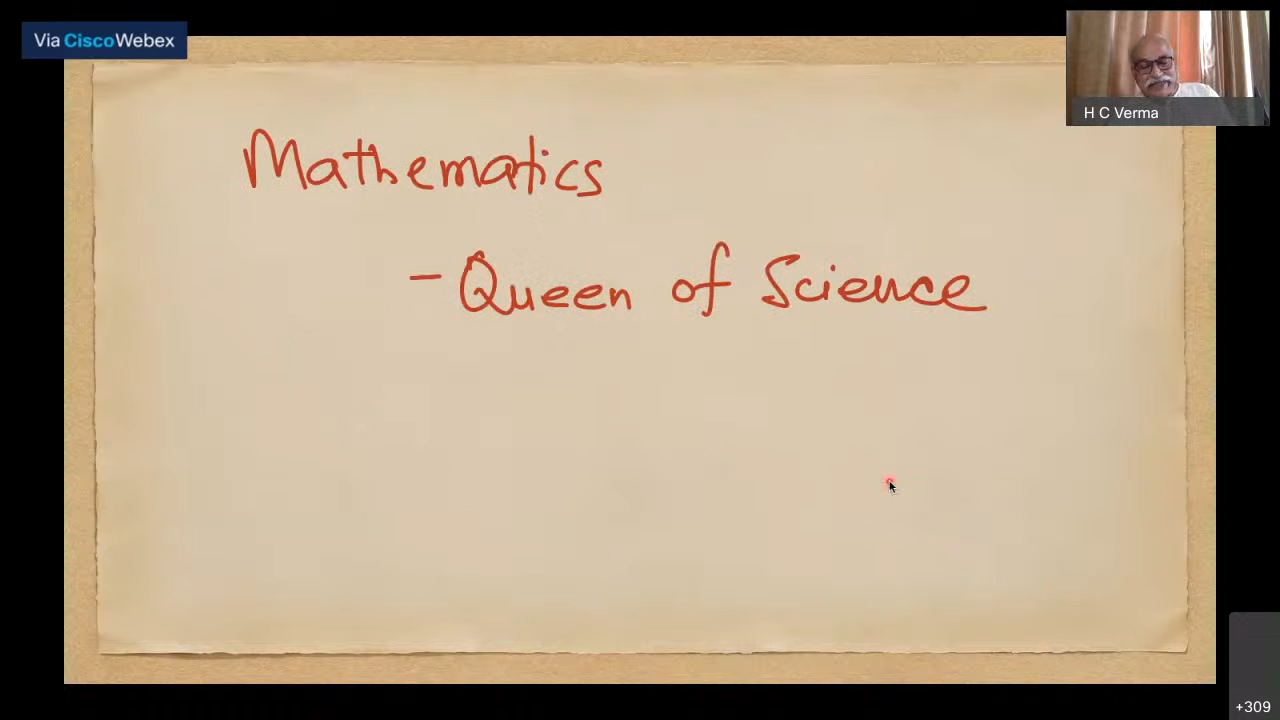 Via CiscoWebex
H C Verma
Mathematics
- Queen of Science
+309